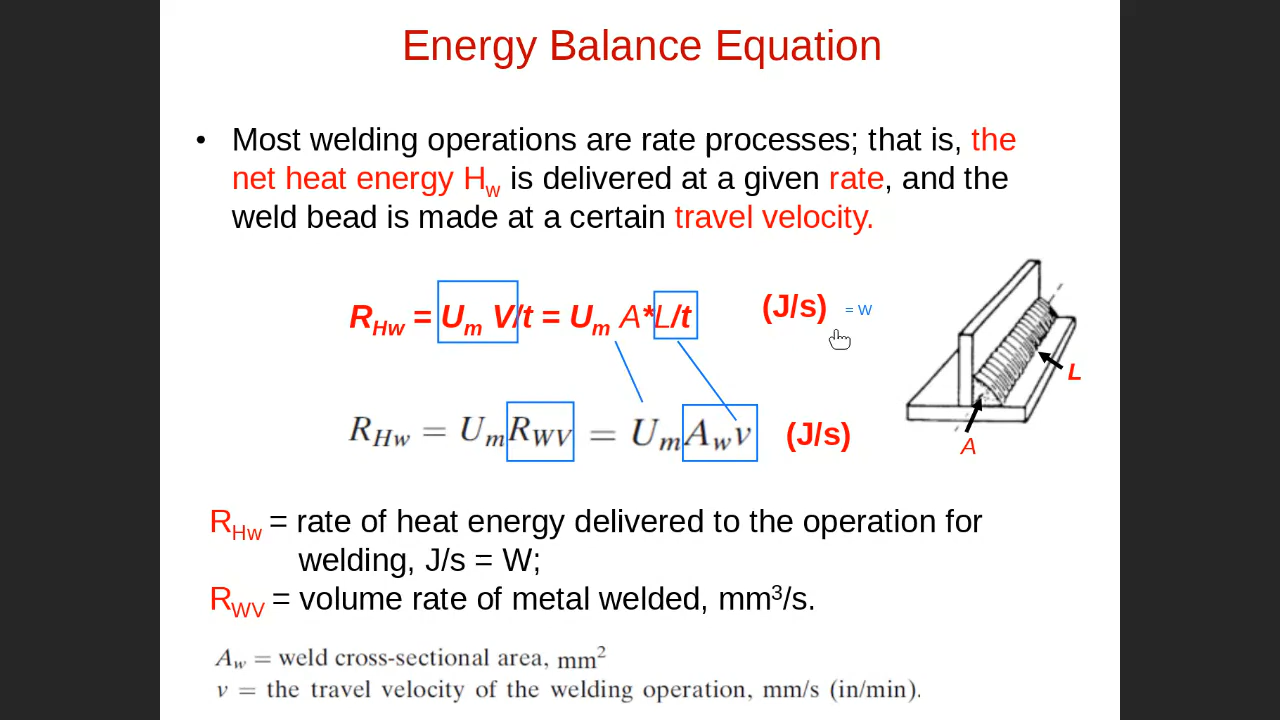 Energy Balance Equation
• Most welding operations are rate processes; that is, the
net heat energy Hw is delivered at a given rate, and the
weld bead is made at a certain travel velocity.
RHw = Um V/t = Um A*L/t (J/s) = W
L
RHw = UmRWV = UmAwv (J/s)
A
RHw = rate of heat energy delivered to the operation for
welding, J/s = W;
RWV = volume rate of metal welded, mm³/s.
Aw = weld cross-sectional area, mm²
v = the travel velocity of the welding operation, mm/s (in/min).